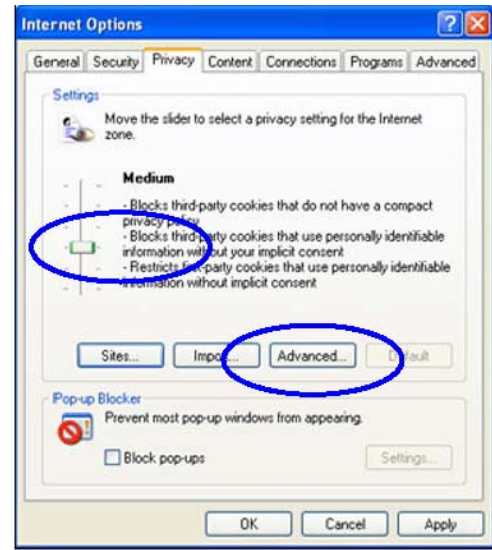 Internet Options
General Security Privacy Content Connections Programs Advanced
Settings
Move the slider to select a privacy setting for the Internet
zone.
Medium
- Blocks third-party cookies that do not have a compact
privacy policy
- Blocks third-party cookies that use personally identifiable
information without your implicit consent
- Restricts first-party cookies that use personally identifiable
information without implicit consent
Sites... Import... Advanced... Default
Pop-up Blocker
Prevent most pop-up windows from appearing.
Block pop-ups Settings...
OK Cancel Apply